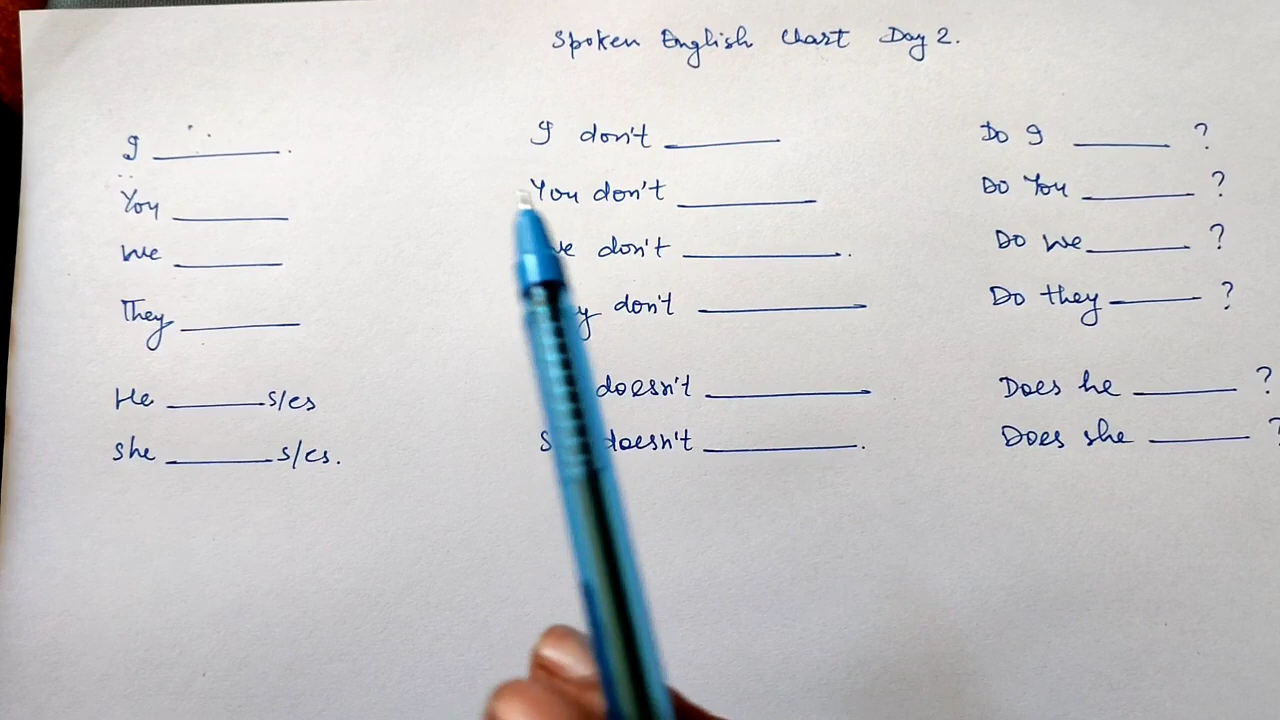 Spoken English Chart Day 2.
I ______. I don't ______ Do I ______ ?
You ______ You don't ______ Do You ______ ?
We ______ don't ______. Do we ______ ?
They ______ don't ______ Do they ______ ?
He ______ s/es doesn't ______ Does he ______ ?
She ______ s/es. doesn't ______. Does she ______ ?